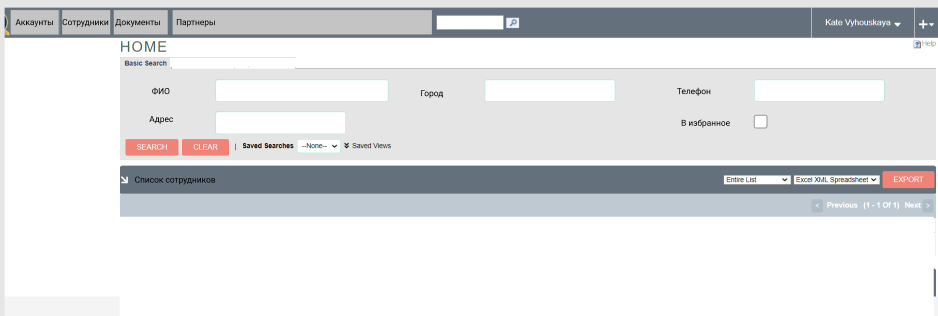 Аккаунты Сотрудники Документы Партнеры Kate Vyhouskaya
HOME Help
Basic Search
ФИО Город Телефон
Адрес В избранное
SEARCH CLEAR | Saved Searches --None-- Saved Views
Список сотрудников Entire List Excel XML Spreadsheet EXPORT
< Previous (1 - 1 Of 1) Next >